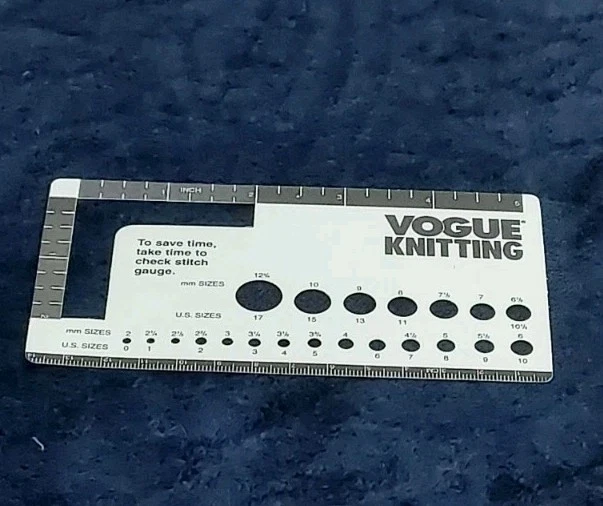 1 INCH 2 3 4 5
VOGUE
KNITTING
To save time,
take time to
check stitch
gauge.
12¾ 10 9 8 7½ 7 6½
mm SIZES
U.S. SIZES 17 15 13 11 10½
mm SIZES 2 2¼ 2½ 2¾ 3 3¼ 3½ 3¾ 4 4½ 5 5½ 6
U.S. SIZES 0 1 2 3 4 5 6 7 8 9 10